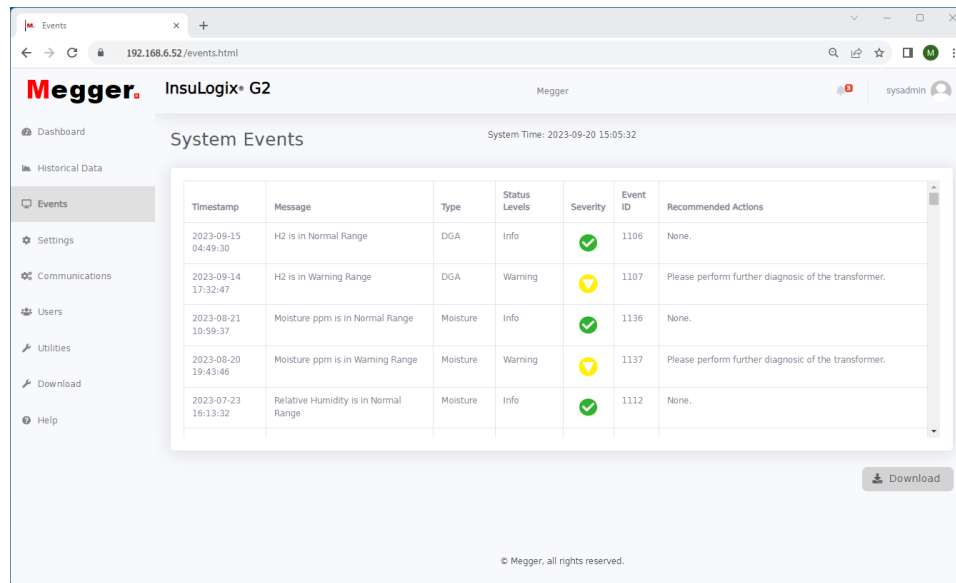 M. Events
192.168.6.52/events.html
M
Megger.
InsuLogix® G2
Megger
3
sysadmin
Dashboard
Historical Data
Events
Settings
Communications
Users
Utilities
Download
Help
System Events
System Time: 2023-09-20 15:05:32
Timestamp Message Type Status Levels Severity Event ID Recommended Actions
2023-09-15 04:49:30 H2 is in Normal Range DGA Info 1106 None.
2023-09-14 17:32:47 H2 is in Warning Range DGA Warning 1107 Please perform further diagnosic of the transformer.
2023-08-21 10:59:37 Moisture ppm is in Normal Range Moisture Info 1136 None.
2023-08-20 19:43:46 Moisture ppm is in Warning Range Moisture Warning 1137 Please perform further diagnosic of the transformer.
2023-07-23 16:13:32 Relative Humidity is in Normal Range Moisture Info 1112 None.
Download
© Megger, all rights reserved.